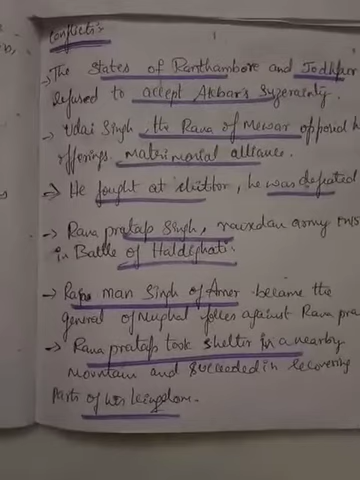 Conflicts:-
→ The States of Ranthambore and Jodhpur
refused to accept Akbar's Suzerainty.
→ Udai Singh, the Rana of Mewar opposed h
offerings. Matrimonial alliance.
→ He fought at chittor, he was defeated
→ Rana pratap Singh, army
in Battle of Haldighati.
→ Raja man Singh of Amer became the
general of Mughal forces against Rana pra
→ Rana pratap took shelter in a nearby
mountain and succeeded in recovering
Parts of his kingdom.